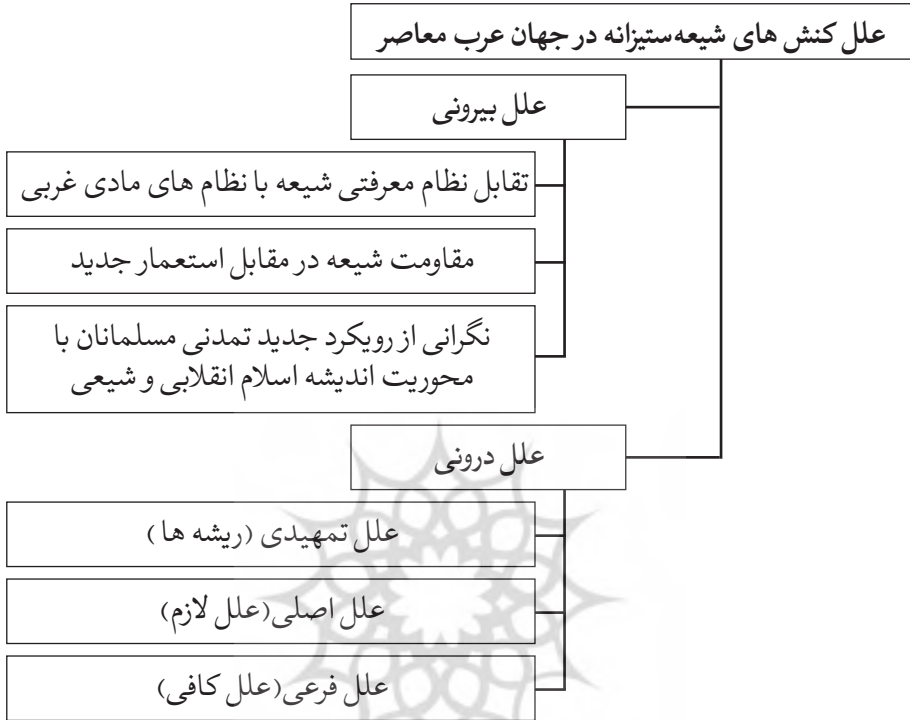 علل کنش های شیعه‌ستیزانه در جهان عرب معاصر
علل بیرونی
تقابل نظام معرفتی شیعه با نظام های مادی غربی
مقاومت شیعه در مقابل استعمار جدید
نگرانی از رویکرد جدید تمدنی مسلمانان با
محوریت اندیشه اسلام انقلابی و شیعی
علل درونی
علل تمهیدی (ریشه ها)
علل اصلی(علل لازم)
علل فرعی(علل کافی)